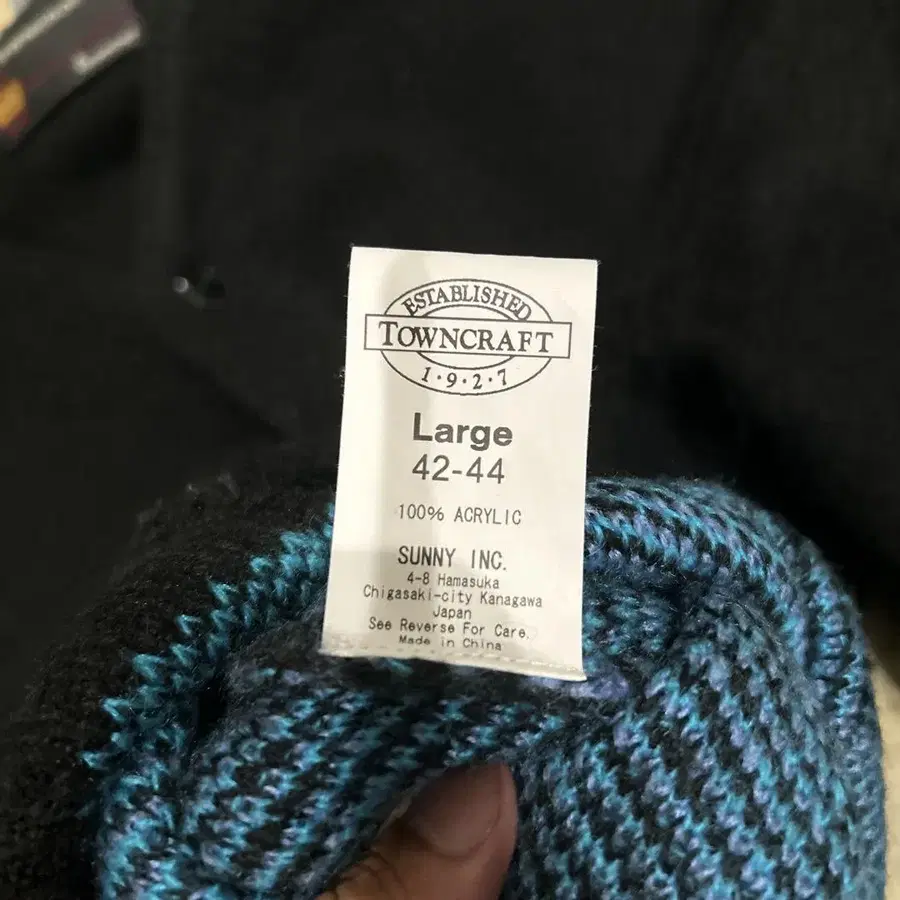 ESTABLISHED
TOWNCRAFT
1·9·2·7
Large
42-44
100% ACRYLIC
SUNNY INC.
4-8 Hamasuka
Chigasaki-city Kanagawa
Japan
See Reverse For Care.
Made in China